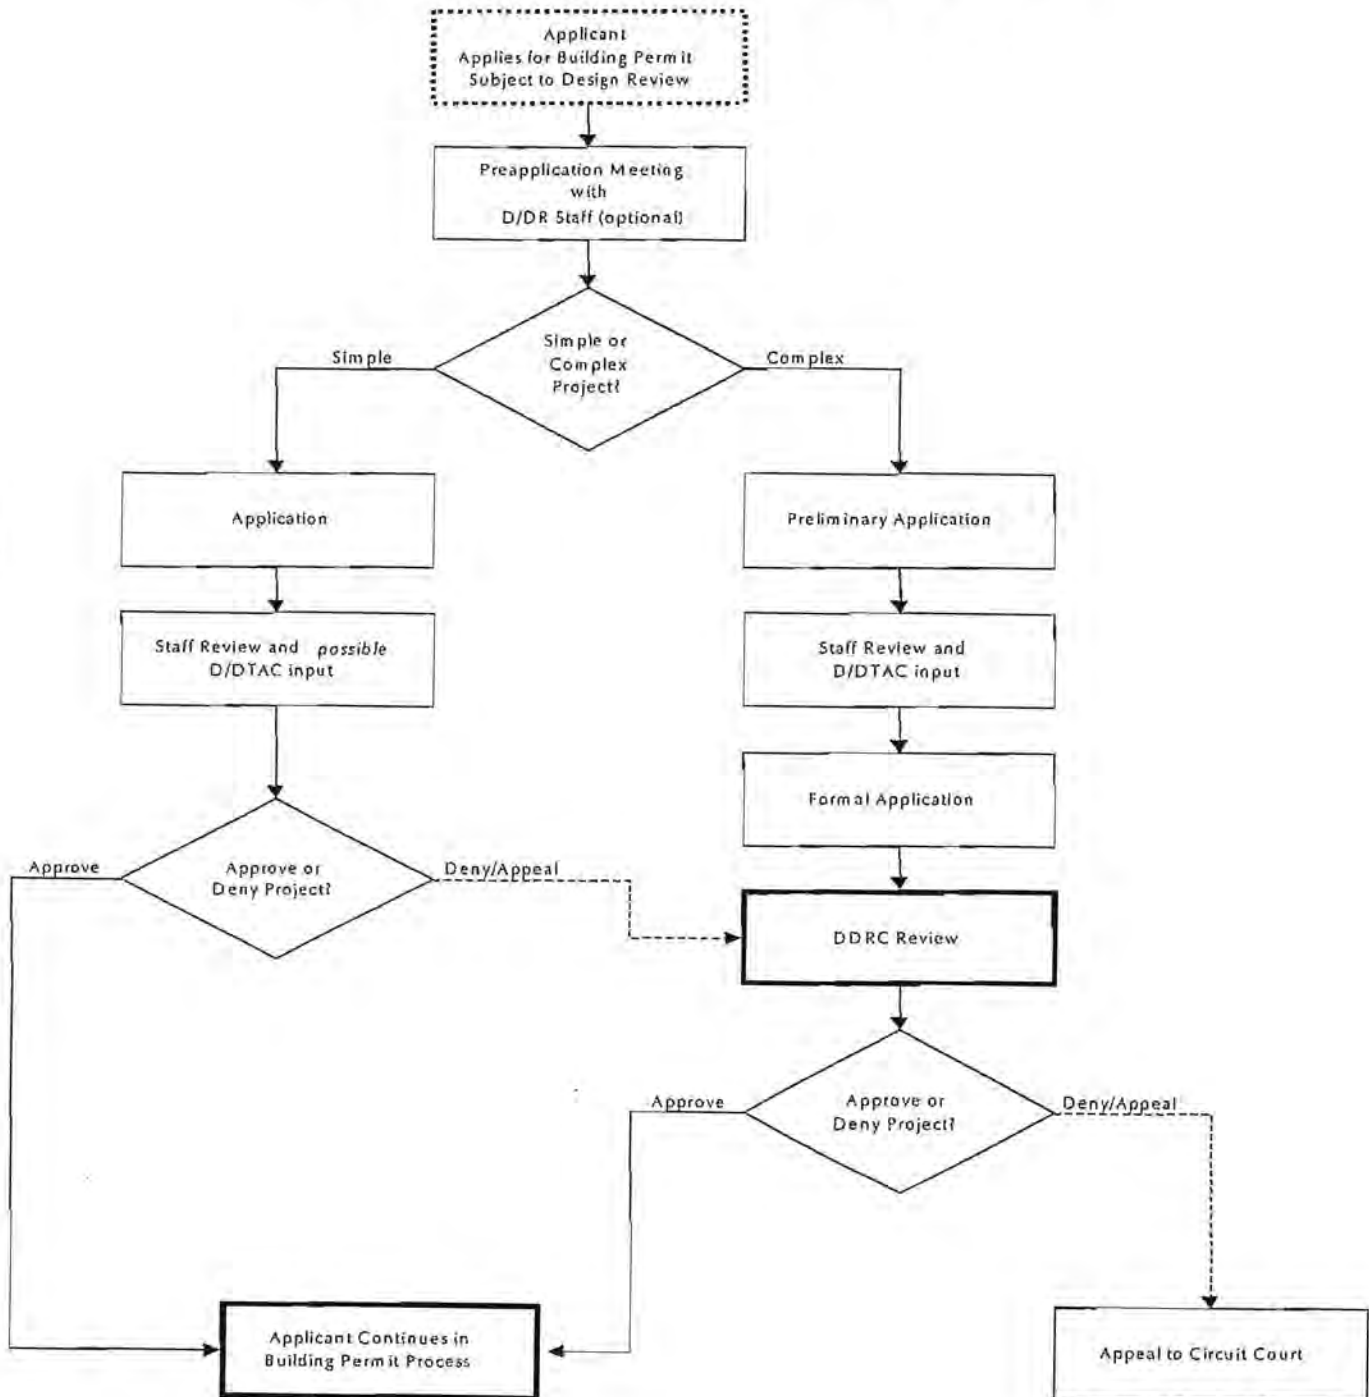 Applicant
Applies for Building Permit
Subject to Design Review
Preapplication Meeting
with
D/DR Staff (optional)
Simple or
Complex
Project?
Simple
Complex
Application
Preliminary Application
Staff Review and possible
D/DTAC input
Staff Review and
D/DTAC input
Formal Application
Approve
Approve or
Deny Project?
Deny/Appeal
DDRC Review
Approve
Approve or
Deny Project?
Deny/Appeal
Applicant Continues in
Building Permit Process
Appeal to Circuit Court